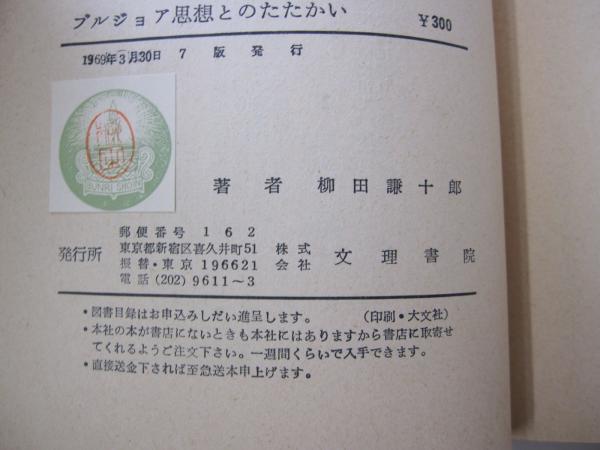 ブルジョア思想とのたたかい ￥300
1969年3月30日 7版発行
BUNRI SHOIN
著者 柳田謙十郎
郵便番号 162
発行所 東京都新宿区喜久井町51 株式会社 文理書院
振替・東京 196621
電話 (202) 9611~3
・図書目録はお申込みしだい進呈します。 (印刷・大文社)
・本社の本が書店にないときも本社にはありますから書店に取寄せ
てくれるようご注文下さい。一週間くらいで入手できます。
・直接送金下されば至急送本申上げます。